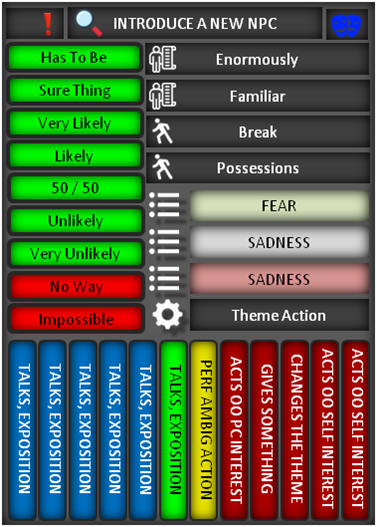 INTRODUCE A NEW NPC
Has To Be
Sure Thing
Very Likely
Likely
50 / 50
Unlikely
Very Unlikely
No Way
Impossible
Enormously
Familiar
Break
Possessions
FEAR
SADNESS
SADNESS
Theme Action
TALKS, EXPOSITION
TALKS, EXPOSITION
TALKS, EXPOSITION
TALKS, EXPOSITION
TALKS, EXPOSITION
TALKS, EXPOSITION
PERF AMBIG ACTION
ACTS OO PC INTEREST
GIVES SOMETHING
CHANGES THE THEME
ACTS OO SELF INTEREST
ACTS OO SELF INTEREST